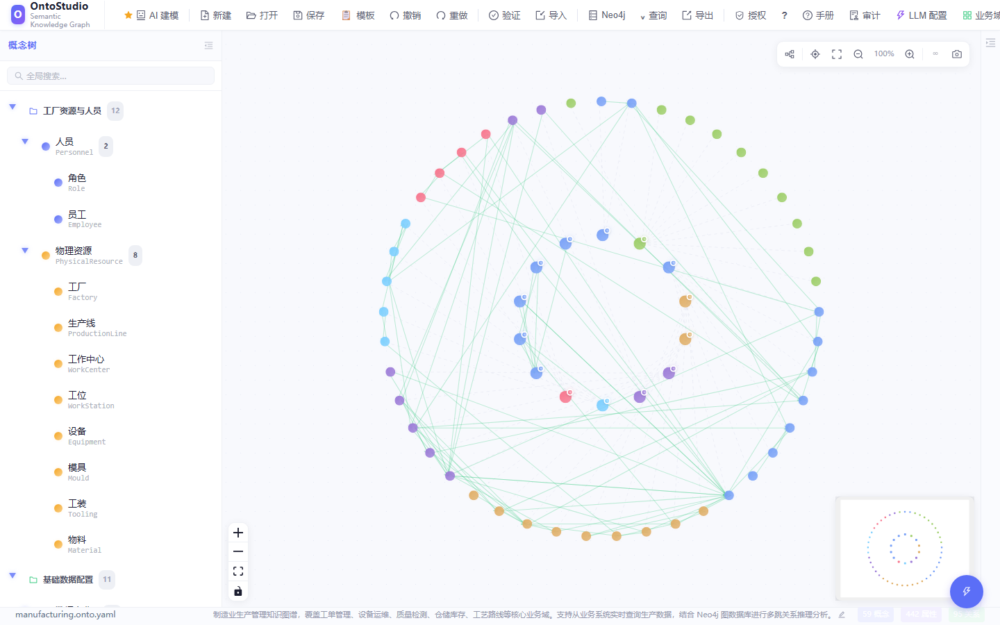 O
OntoStudio
Semantic
Knowledge Graph
AI 建模
新建
打开
保存
模板
撤销
重做
验证
导入
Neo4j
查询
导出
授权
?
手册
审计
LLM 配置
业务域
概念树
全局搜索...
100%
工厂资源与人员 12
人员 2
Personnel
角色
Role
员工
Employee
物理资源 8
PhysicalResource
工厂
Factory
生产线
ProductionLine
工作中心
WorkCenter
工位
WorkStation
设备
Equipment
模具
Mould
工装
Tooling
物料
Material
基础数据配置 11
manufacturing.onto.yaml
制造业生产管理知识图谱，覆盖工单管理、设备运维、质量检测、仓储库存、工艺路线等核心业务域。支持从业务系统实时查询生产数据，结合 Neo4j 图数据库进行多跳关系推理分析。
59 概念
442 属性